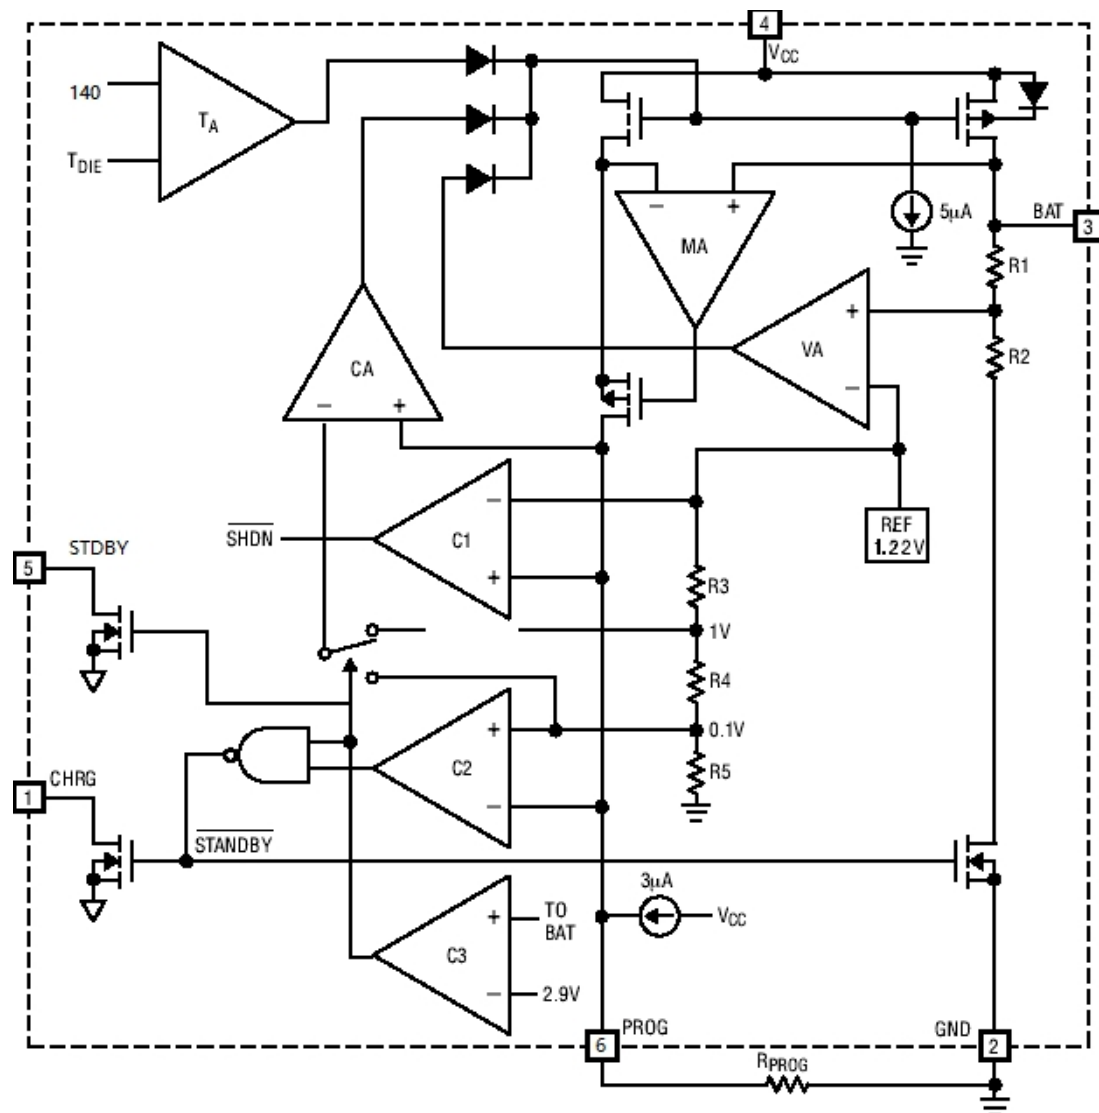 4
VCC
140
TA
TDIE
− +
MA
5µA
BAT
3
R1
+
VA
−
R2
CA
− +
REF
1.22V
−
C1
+
SHDN
STDBY
5
R3
1V
R4
+
0.1V
C2
−
R5
CHRG
1
STANDBY
3µA
VCC
+
TO
BAT
C3
−
2.9V
PROG
6
GND
2
RPROG